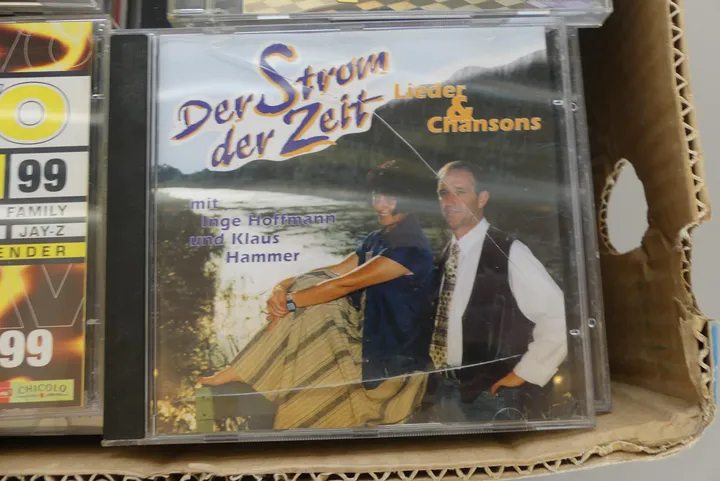 Der Strom
der Zeit
Lieder
&
Chansons
mit
Inge Hoffmann
und Klaus
Hammer
O
99
FAMILY
JAY-Z
ENDER
99
CHICOLO